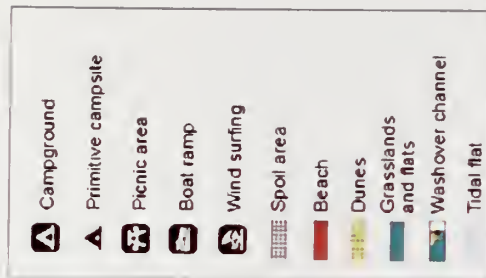 Campground
Primitive campsite
Picnic area
Boat ramp
Wind surfing
Spoil area
Beach
Dunes
Grasslands
and flats
Washover channel
Tidal flat